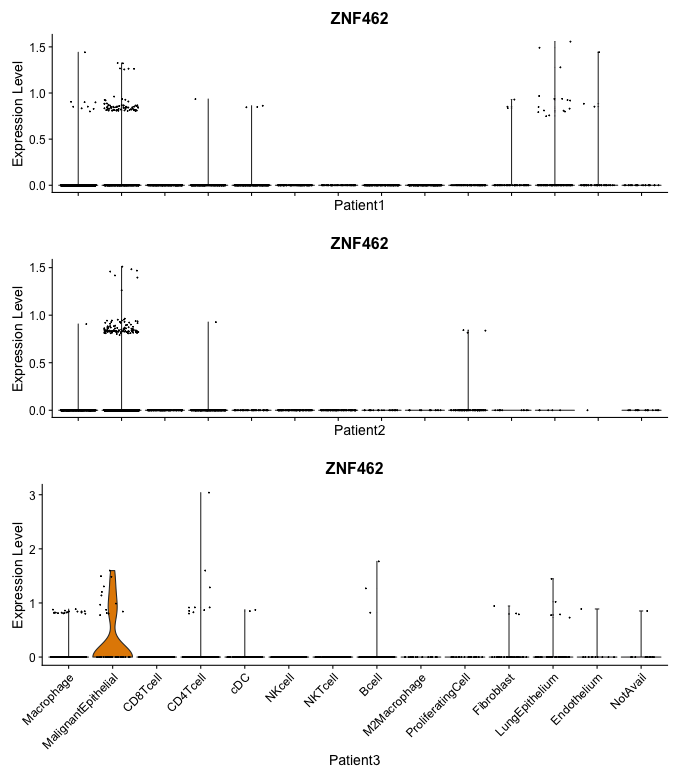 ZNF462
Expression Level
1.5
1.0
0.5
0.0
Patient1
ZNF462
Expression Level
1.5
1.0
0.5
0.0
Patient2
ZNF462
Expression Level
3
2
1
0
Macrophage
MalignantEpithelial
CD8Tcell
CD4Tcell
cDC
NKcell
NKTcell
Bcell
M2Macrophage
ProliferatingCell
Fibroblast
LungEpithelium
Endothelium
NotAvail
Patient3